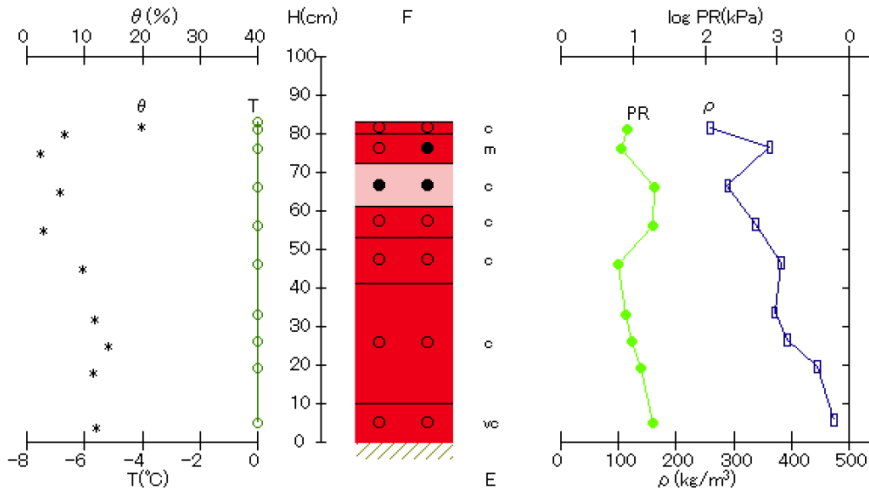 θ(%) H(cm) F log PR(kPa)
0 10 20 30 40 0 1 2 3 0
100
90
θ T PR ρ
80 c
m
70
c
60
c
50
c
40
30
c
20
10
vc
0
-8 -6 -4 -2 0 0 100 200 300 400 500
T(°C) E ρ(kg/m³)